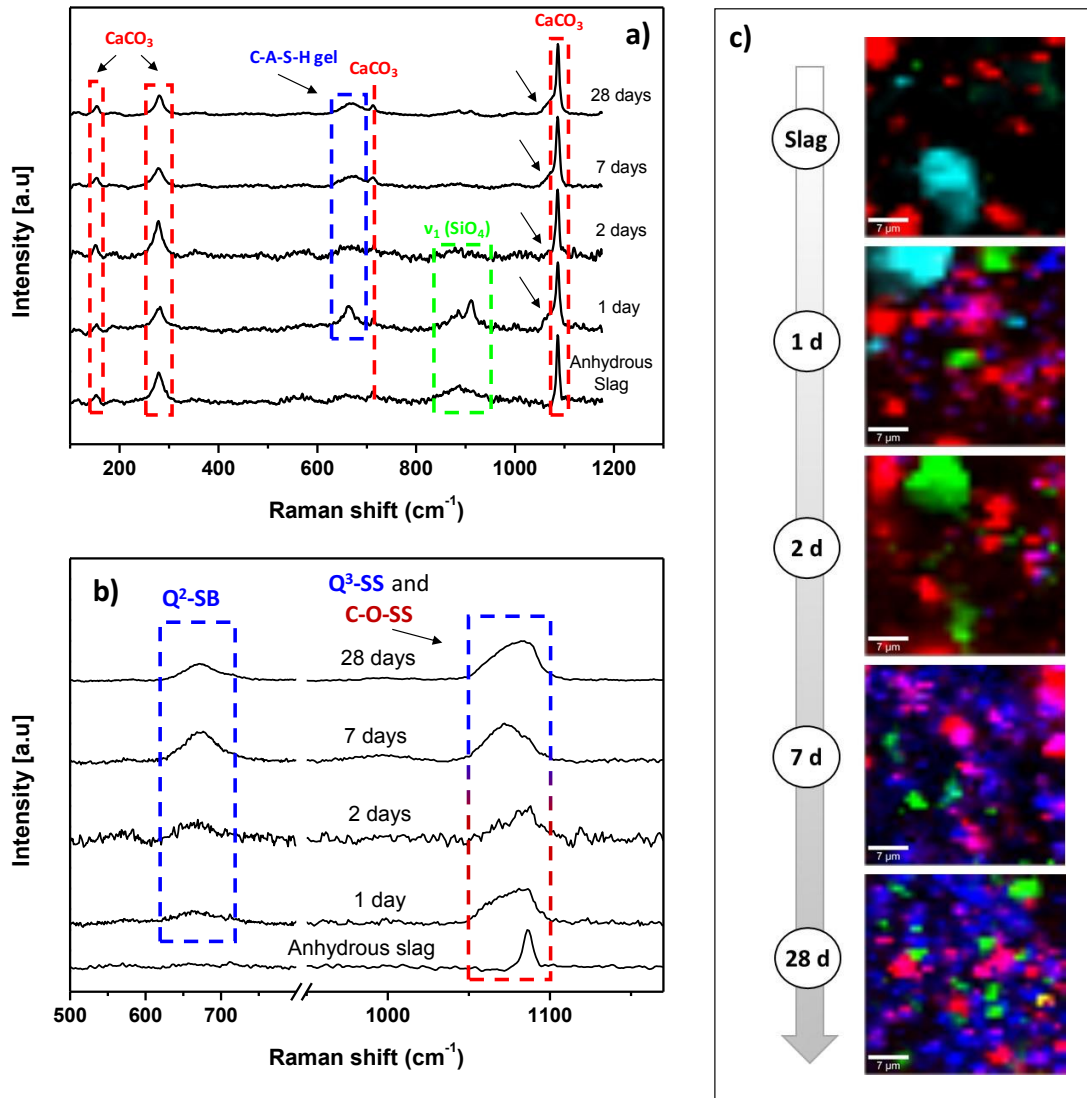 a)
CaCO3
CaCO3
C-A-S-H gel
CaCO3
28 days
7 days
ν1 (SiO4)
2 days
1 day
Anhydrous
Slag
Intensity [a.u]
200 400 600 800 1000 1200
Raman shift (cm-1)
b)
Q2-SB
Q3-SS and
C-O-SS
28 days
7 days
2 days
1 day
Anhydrous slag
Intensity [a.u]
500 600 700 1000 1100
Raman shift (cm-1)
c)
Slag
7 µm
1 d
7 µm
2 d
7 µm
7 d
7 µm
28 d
7 µm